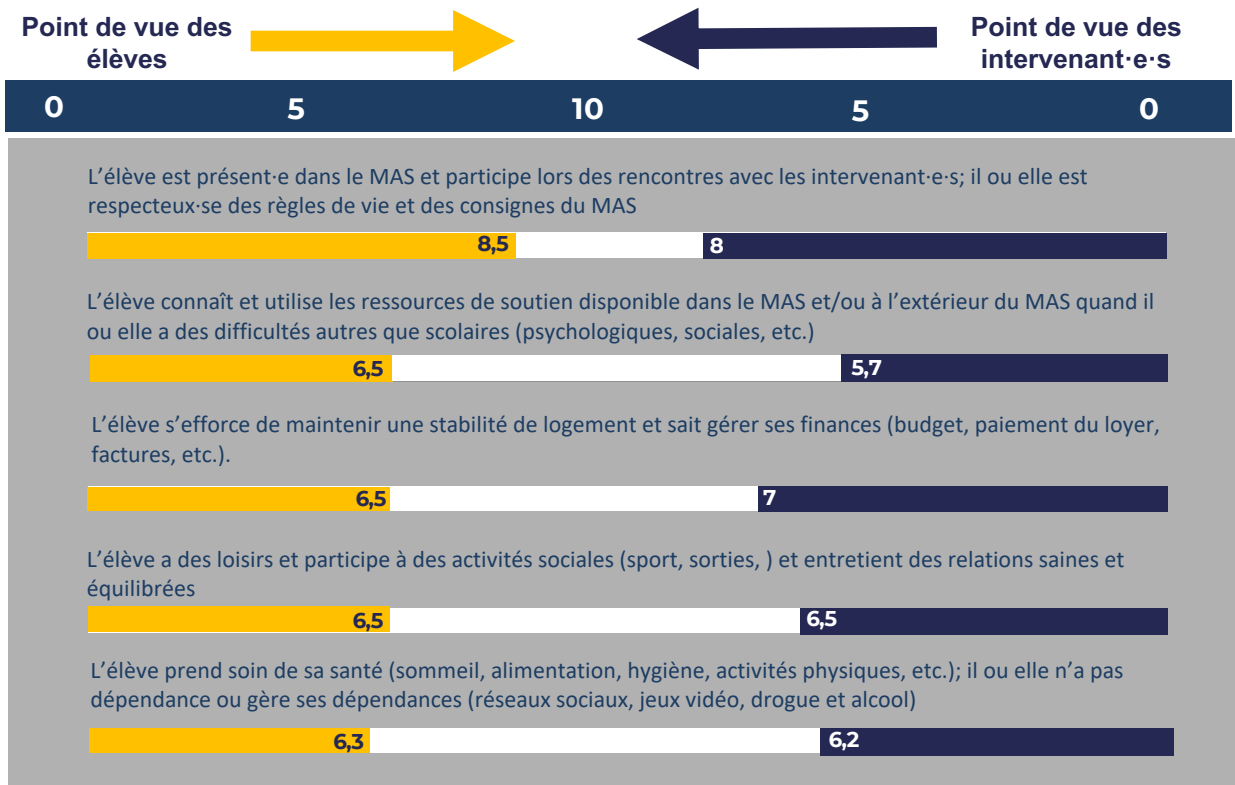 Point de vue des
élèves
Point de vue des
intervenant·e·s
0 5 10 5 0
L'élève est présent·e dans le MAS et participe lors des rencontres avec les intervenant·e·s; il ou elle est
respecteux·se des règles de vie et des consignes du MAS
8,5 8
L'élève connaît et utilise les ressources de soutien disponible dans le MAS et/ou à l'extérieur du MAS quand il
ou elle a des difficultés autres que scolaires (psychologiques, sociales, etc.)
6,5 5,7
L'élève s'efforce de maintenir une stabilité de logement et sait gérer ses finances (budget, paiement du loyer,
factures, etc.).
6,5 7
L'élève a des loisirs et participe à des activités sociales (sport, sorties, ) et entretient des relations saines et
équilibrées
6,5 6,5
L'élève prend soin de sa santé (sommeil, alimentation, hygiène, activités physiques, etc.); il ou elle n'a pas
dépendance ou gère ses dépendances (réseaux sociaux, jeux vidéo, drogue et alcool)
6,3 6,2